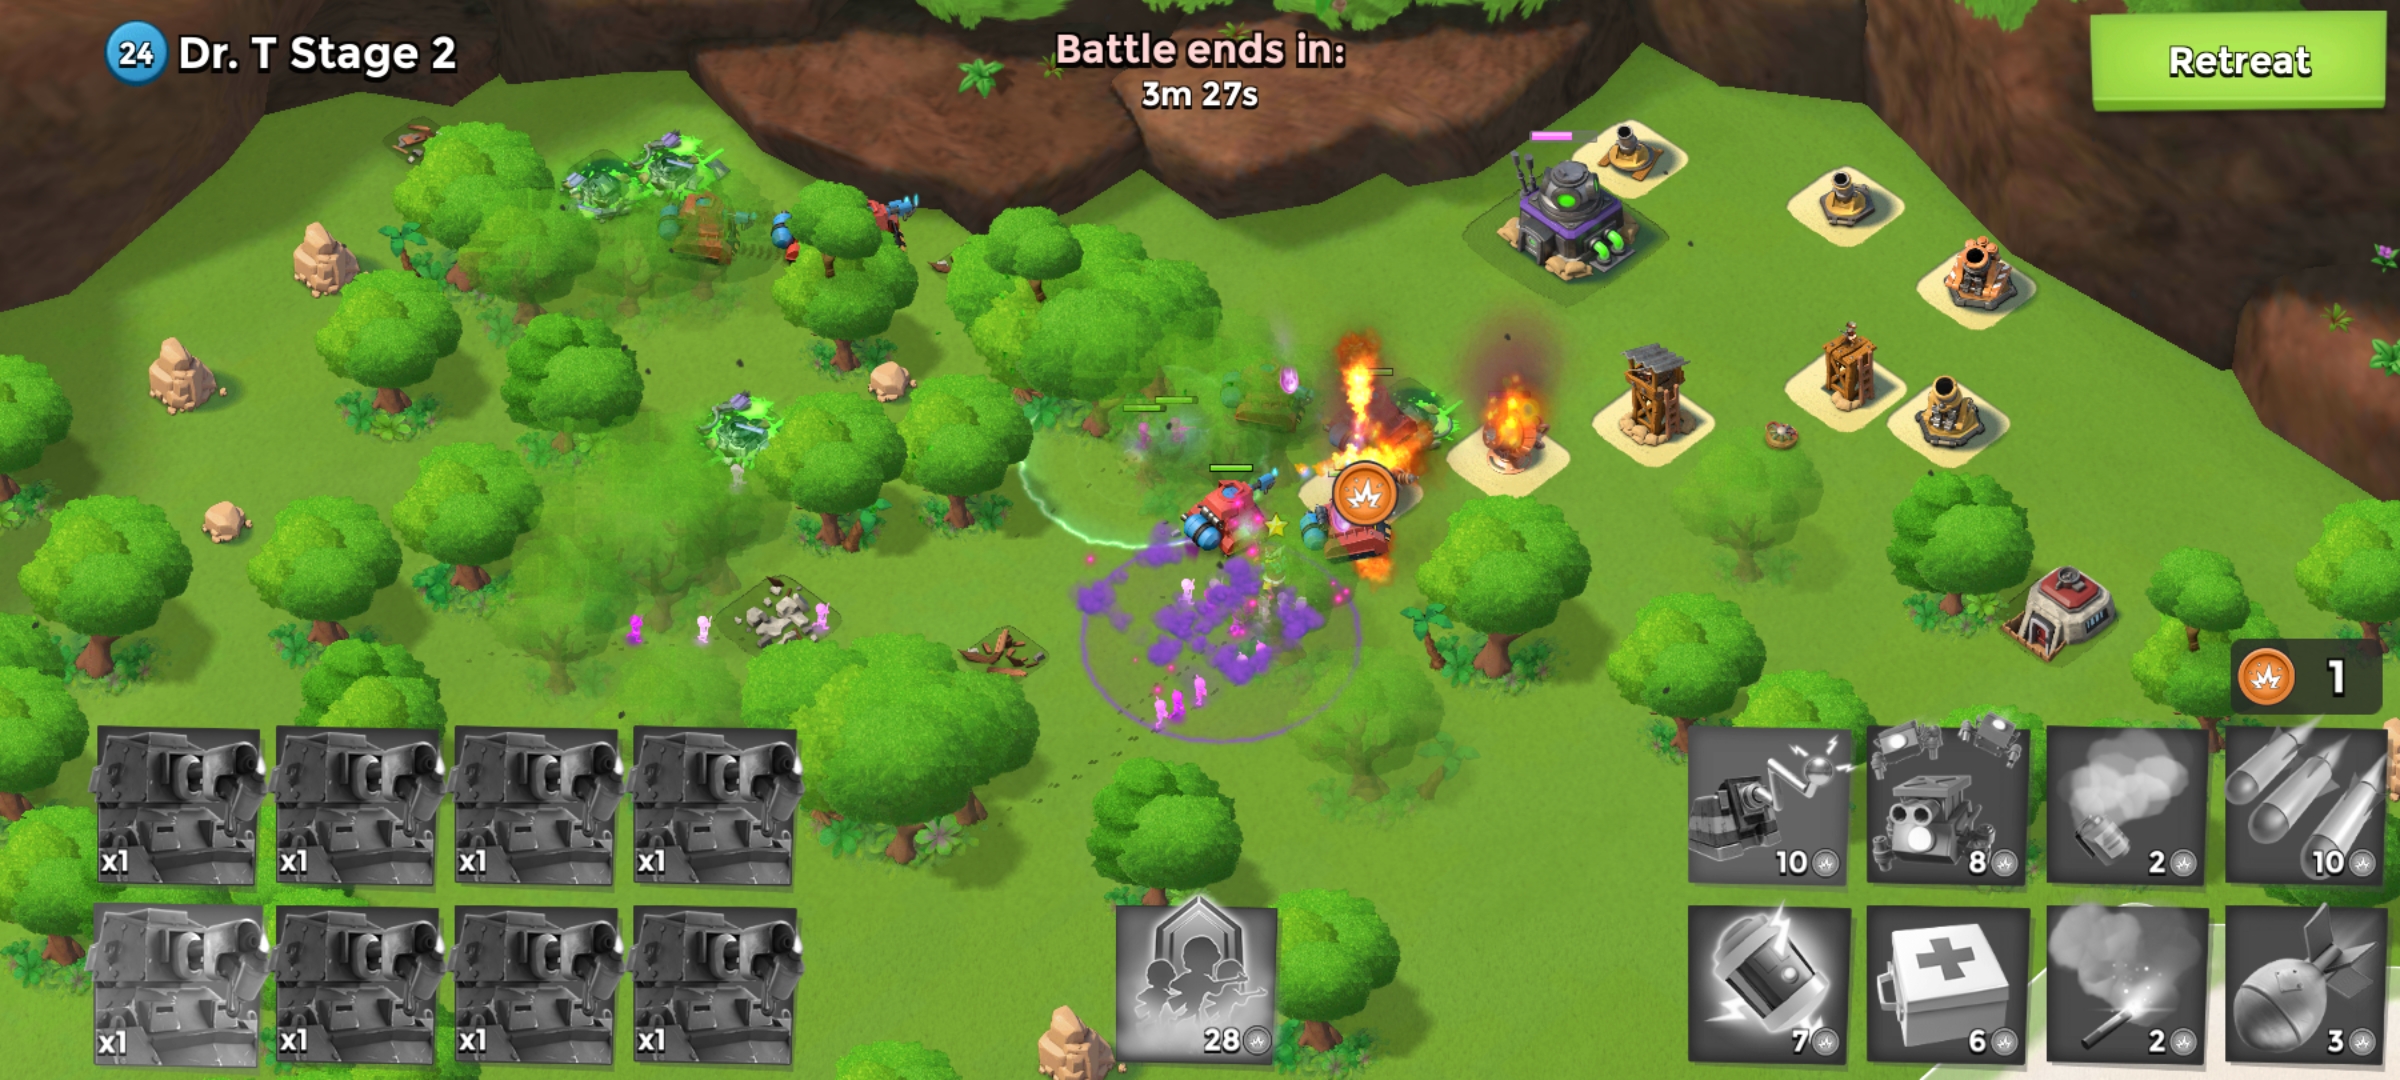 24 Dr. T Stage 2
Battle ends in:
3m 27s
Retreat
1
x1 x1 x1 x1
10 8 2 10
x1 x1 x1 x1
28
7 6 2 3